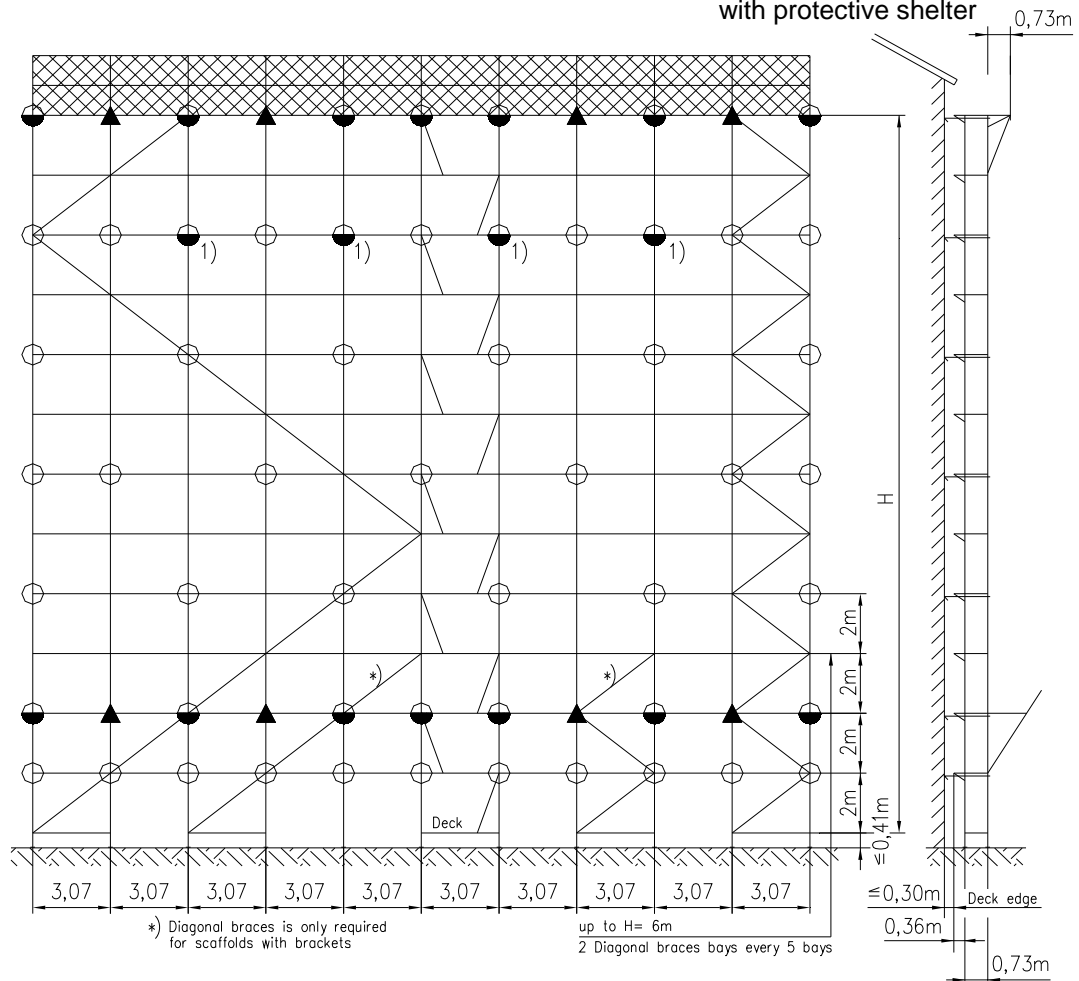 with protective shelter
0,73m
1)
1)
1)
1)
H
*)
*)
2m
2m
2m
2m
≤0,41m
Deck
3,07
3,07
3,07
3,07
3,07
3,07
3,07
3,07
3,07
3,07
≤0,30m
Deck edge
0,36m
0,73m
*) Diagonal braces is only required
for scaffolds with brackets
up to H= 6m
2 Diagonal braces bays every 5 bays